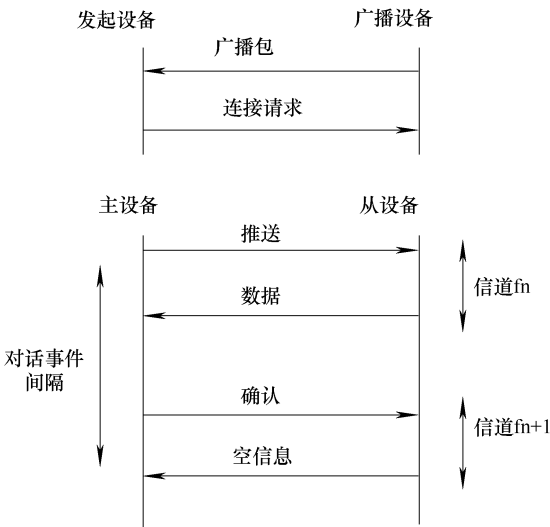 发起设备
广播设备
广播包
连接请求
主设备
从设备
推送
信道fn
数据
对话事件
间隔
确认
信道fn+1
空信息